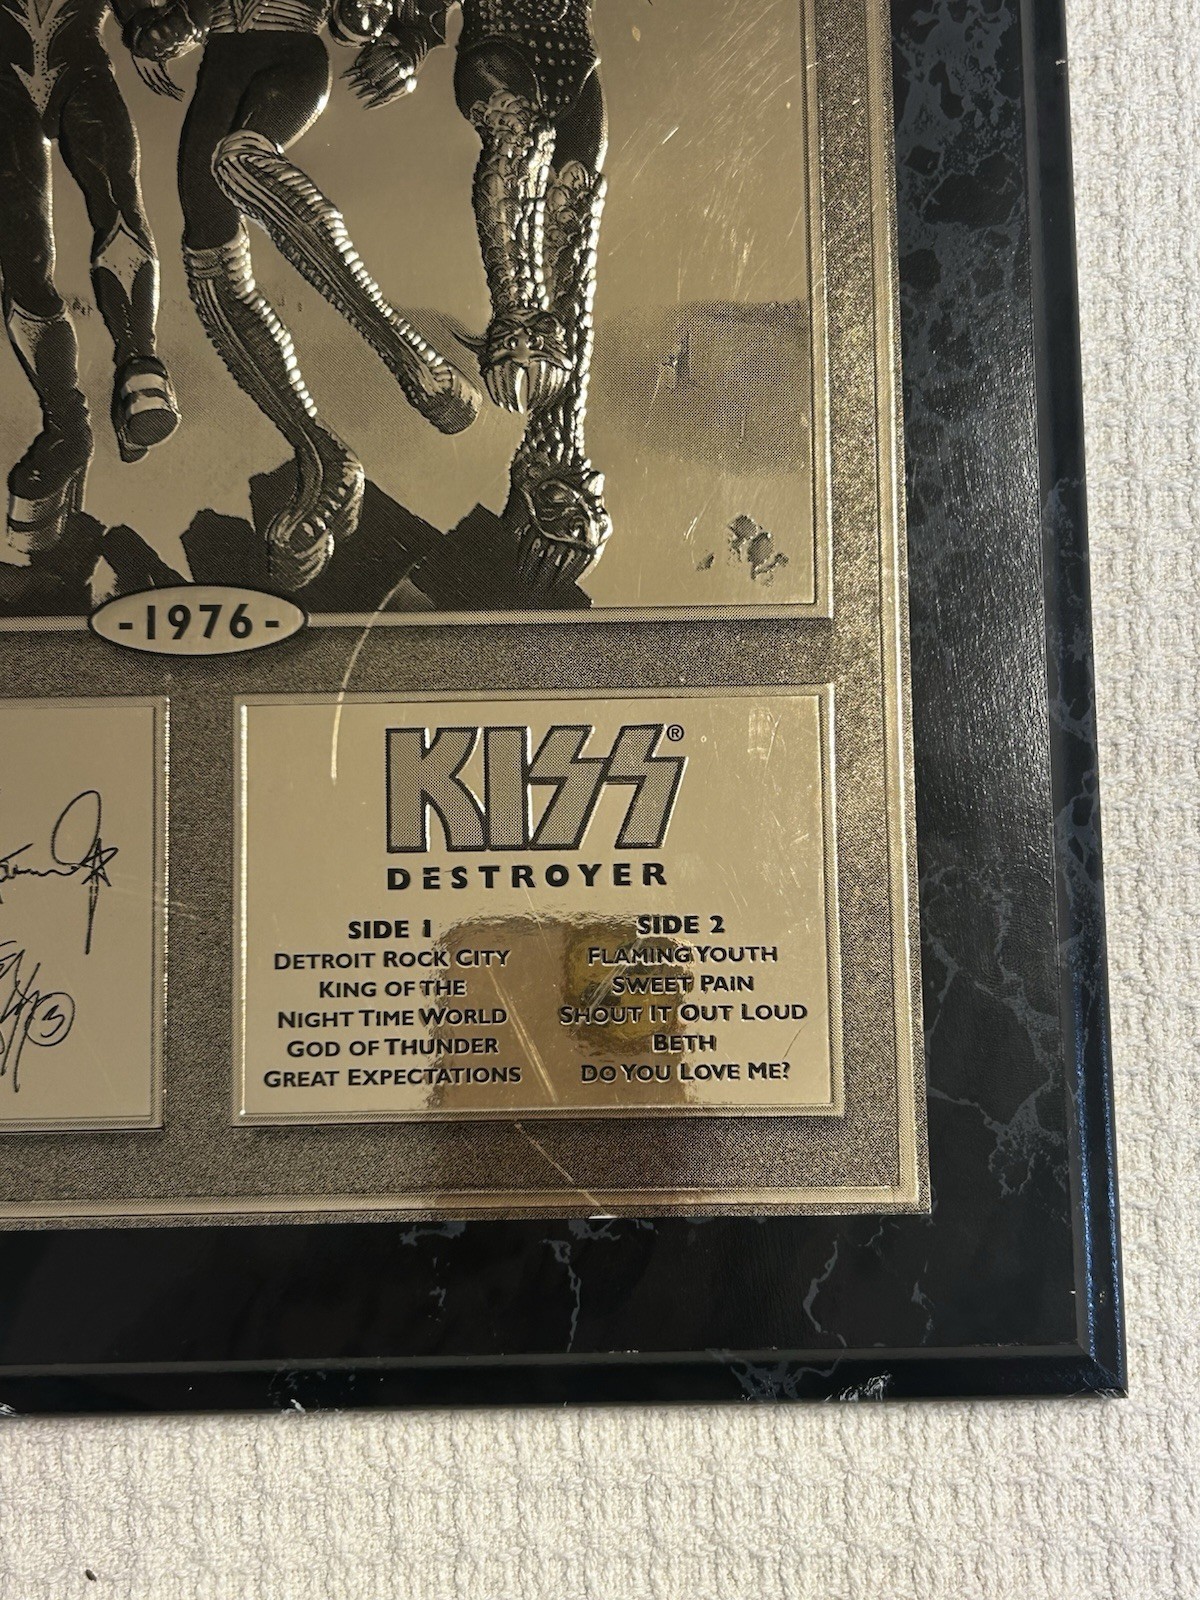 -1976-
KISS®
DESTROYER
SIDE 1
DETROIT ROCK CITY
KING OF THE
NIGHT TIME WORLD
GOD OF THUNDER
GREAT EXPECTATIONS
SIDE 2
FLAMING YOUTH
SWEET PAIN
SHOUT IT OUT LOUD
BETH
DO YOU LOVE ME?